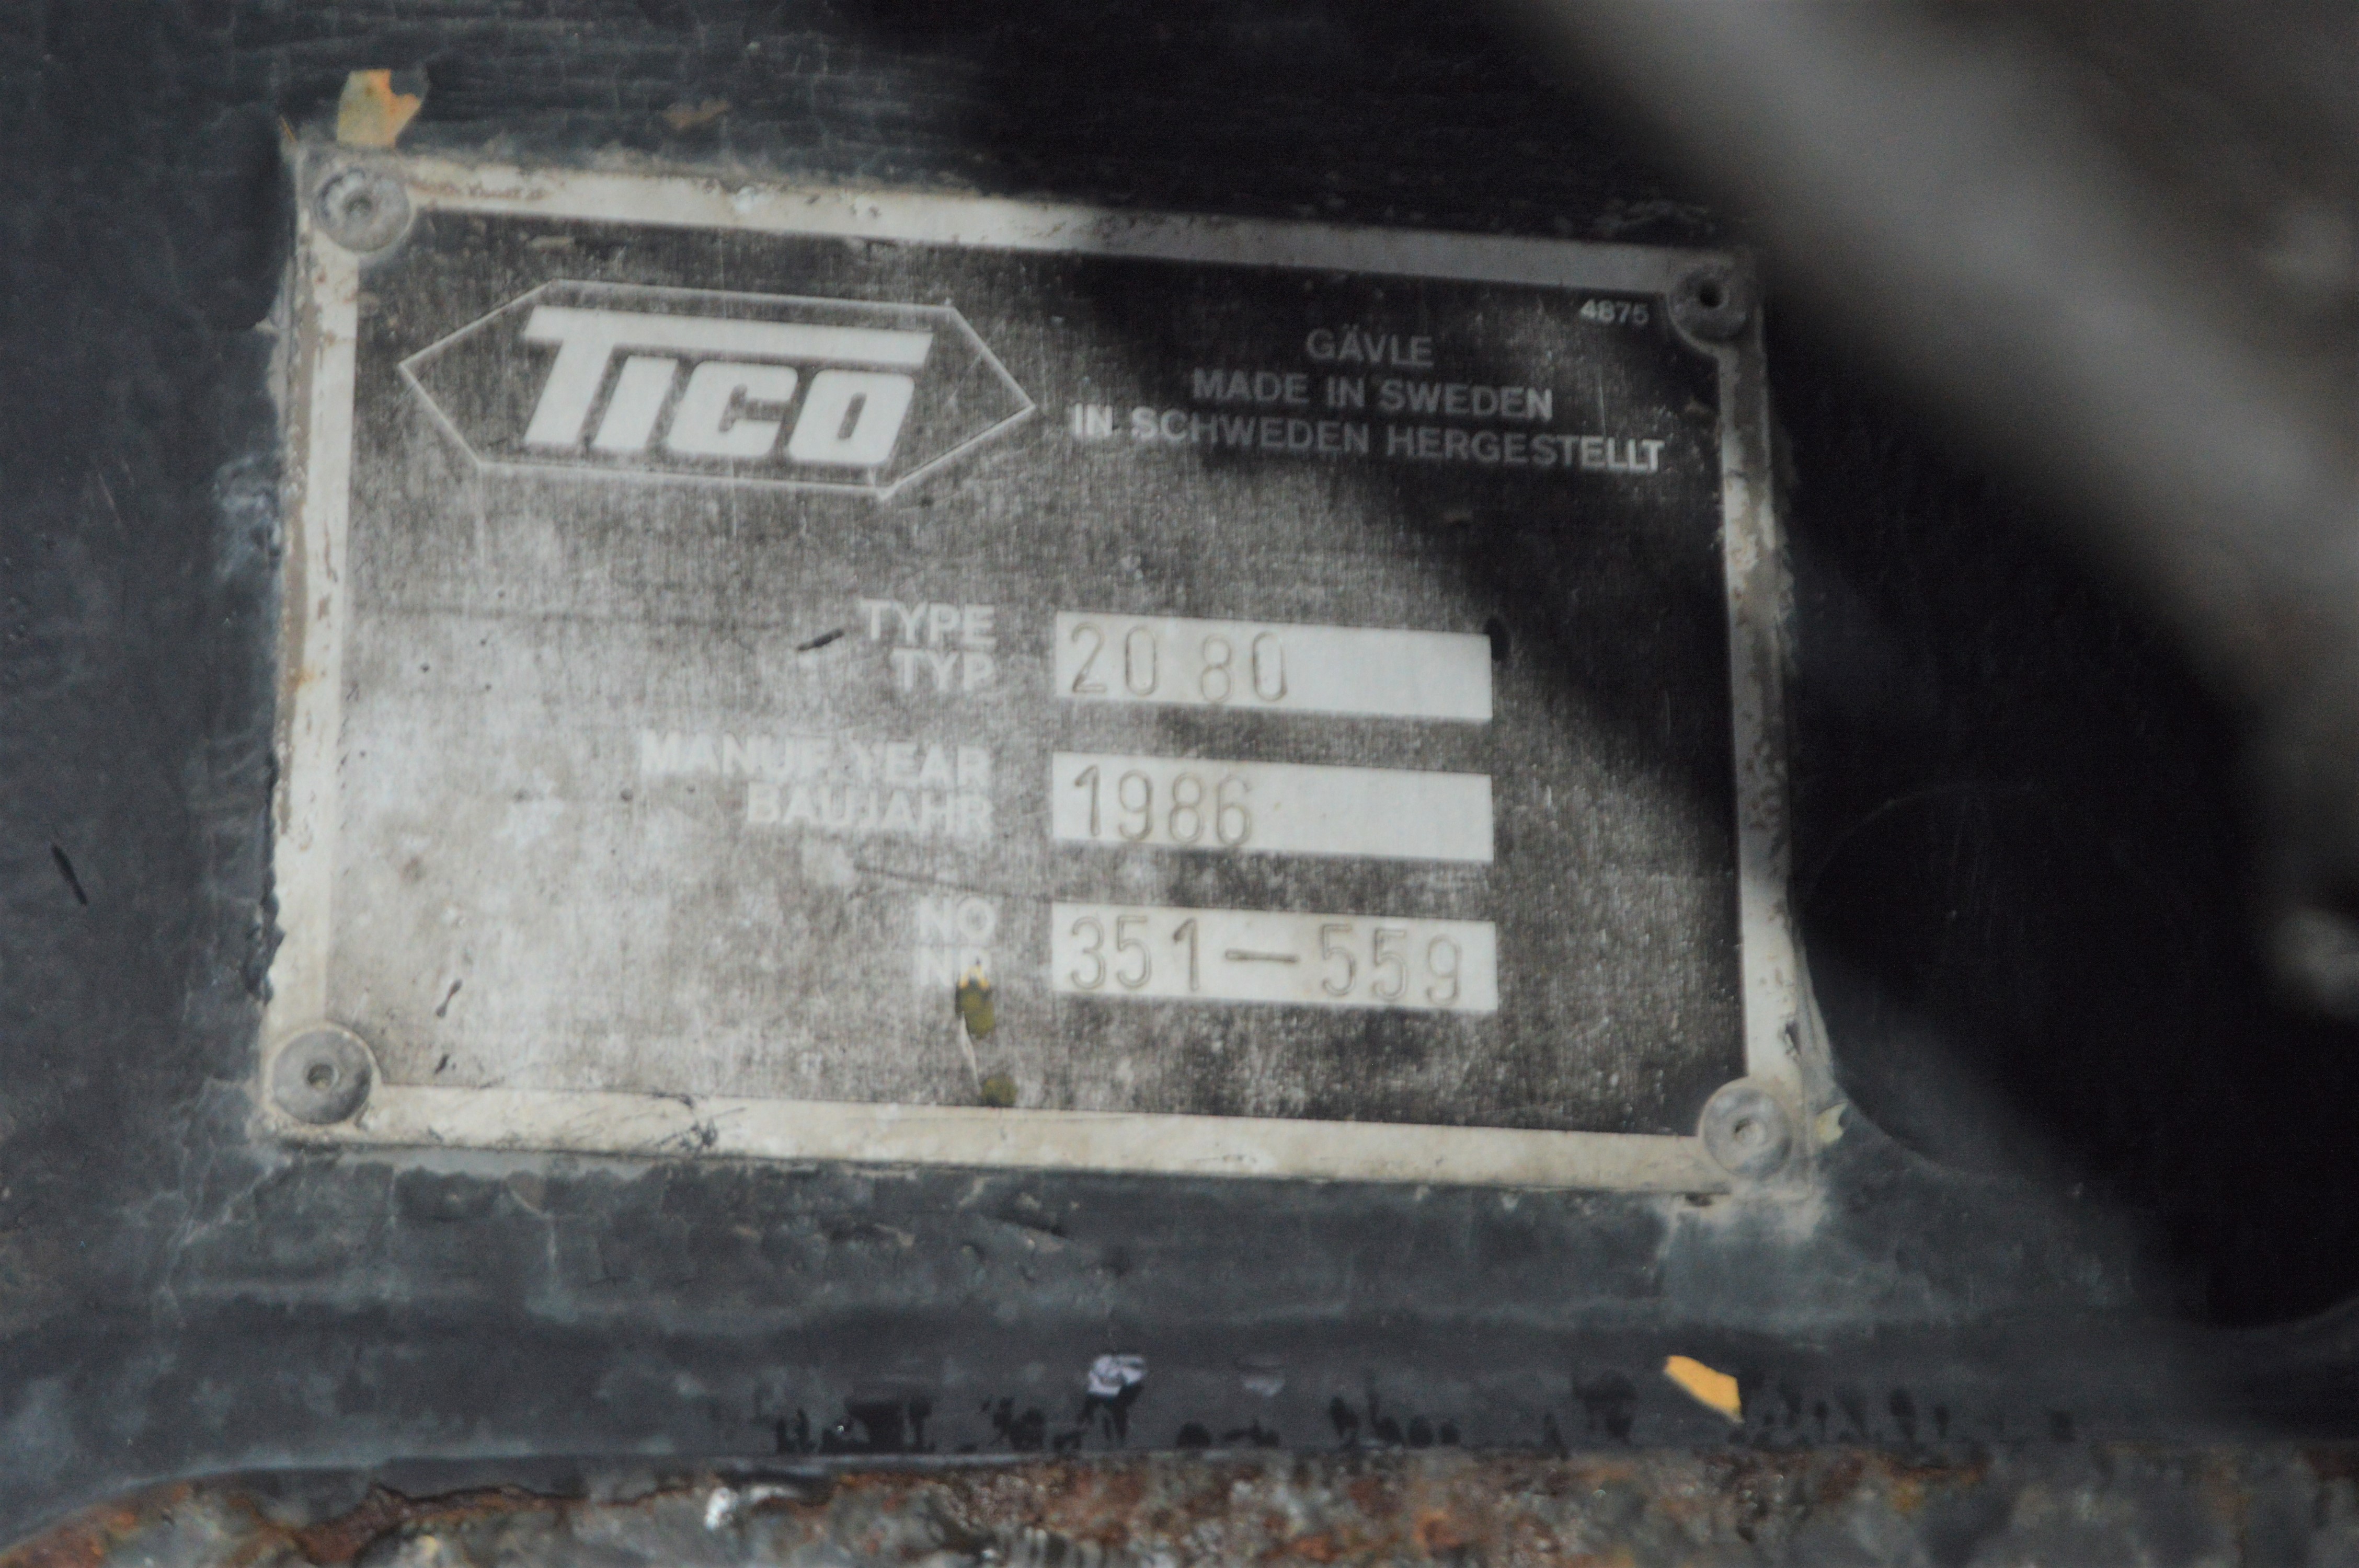 TICO
4875
GÄVLE
MADE IN SWEDEN
IN SCHWEDEN HERGESTELLT
TYPE
TYP
20 80
MANUF. YEAR
BAUJAHR
1986
NO
NR
351-559